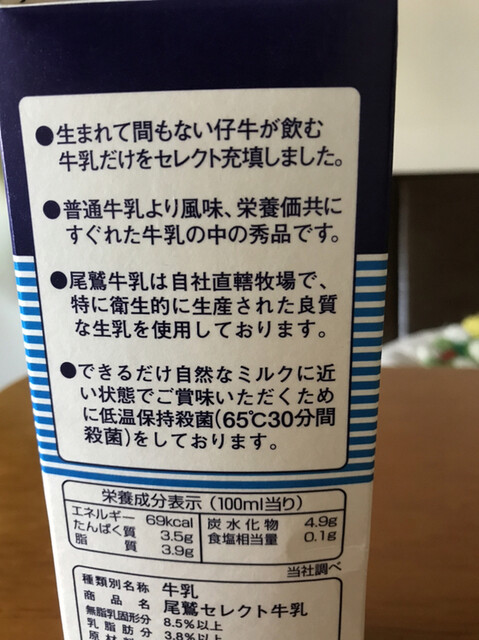 ●生まれて間もない仔牛が飲む
牛乳だけをセレクト充填しました。
●普通牛乳より風味、栄養価共に
すぐれた牛乳の中の秀品です。
●尾鷲牛乳は自社直轄牧場で、
特に衛生的に生産された良質
な生乳を使用しております。
●できるだけ自然なミルクに近
い状態でご賞味いただくため
に低温保持殺菌(65℃30分間
殺菌)をしております。
栄養成分表示(100ml当り)
エネルギー 69kcal
たんぱく質 3.5g
脂質 3.9g
炭水化物 4.9g
食塩相当量 0.1g
当社調べ
種類別名称 牛乳
商品名 尾鷲セレクト牛乳
無脂乳固形分 8.5%以上
乳脂肪分 3.8%以上